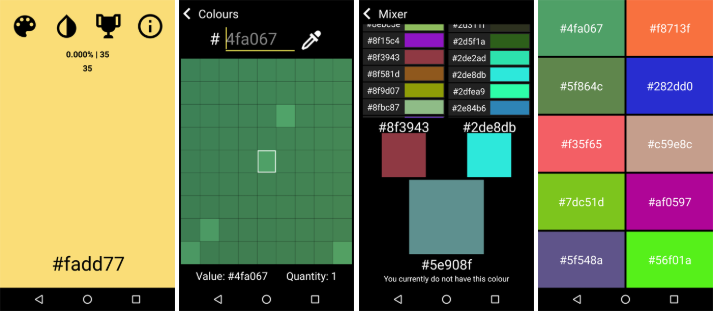 0.000% | 35
35
#fadd77
Colours
# 4fa067
Value: #4fa067 Quantity: 1
Mixer
#8f15c4 #2d5f1a
#8f3943 #2de2ad
#8f581d #2de8db
#8f9d07 #2dfea9
#8fbc87 #2e84b6
#8f3943 #2de8db
#5e908f
You currently do not have this colour
#4fa067 #f8713f
#5f864c #282dd0
#f35f65 #c59e8c
#7dc51d #af0597
#5f548a #56f01a